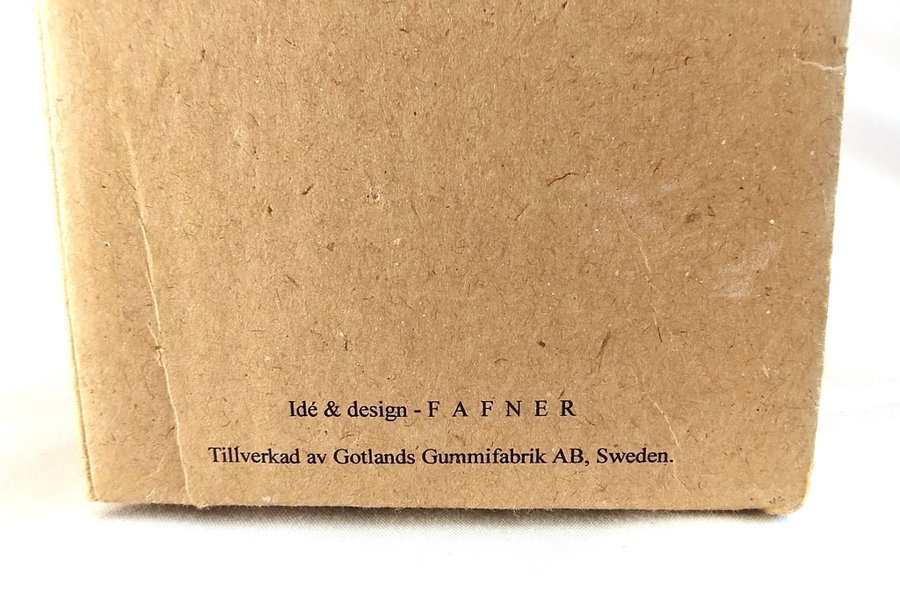 Idé & design - F A F N E R
Tillverkad av Gotlands Gummifabrik AB, Sweden.